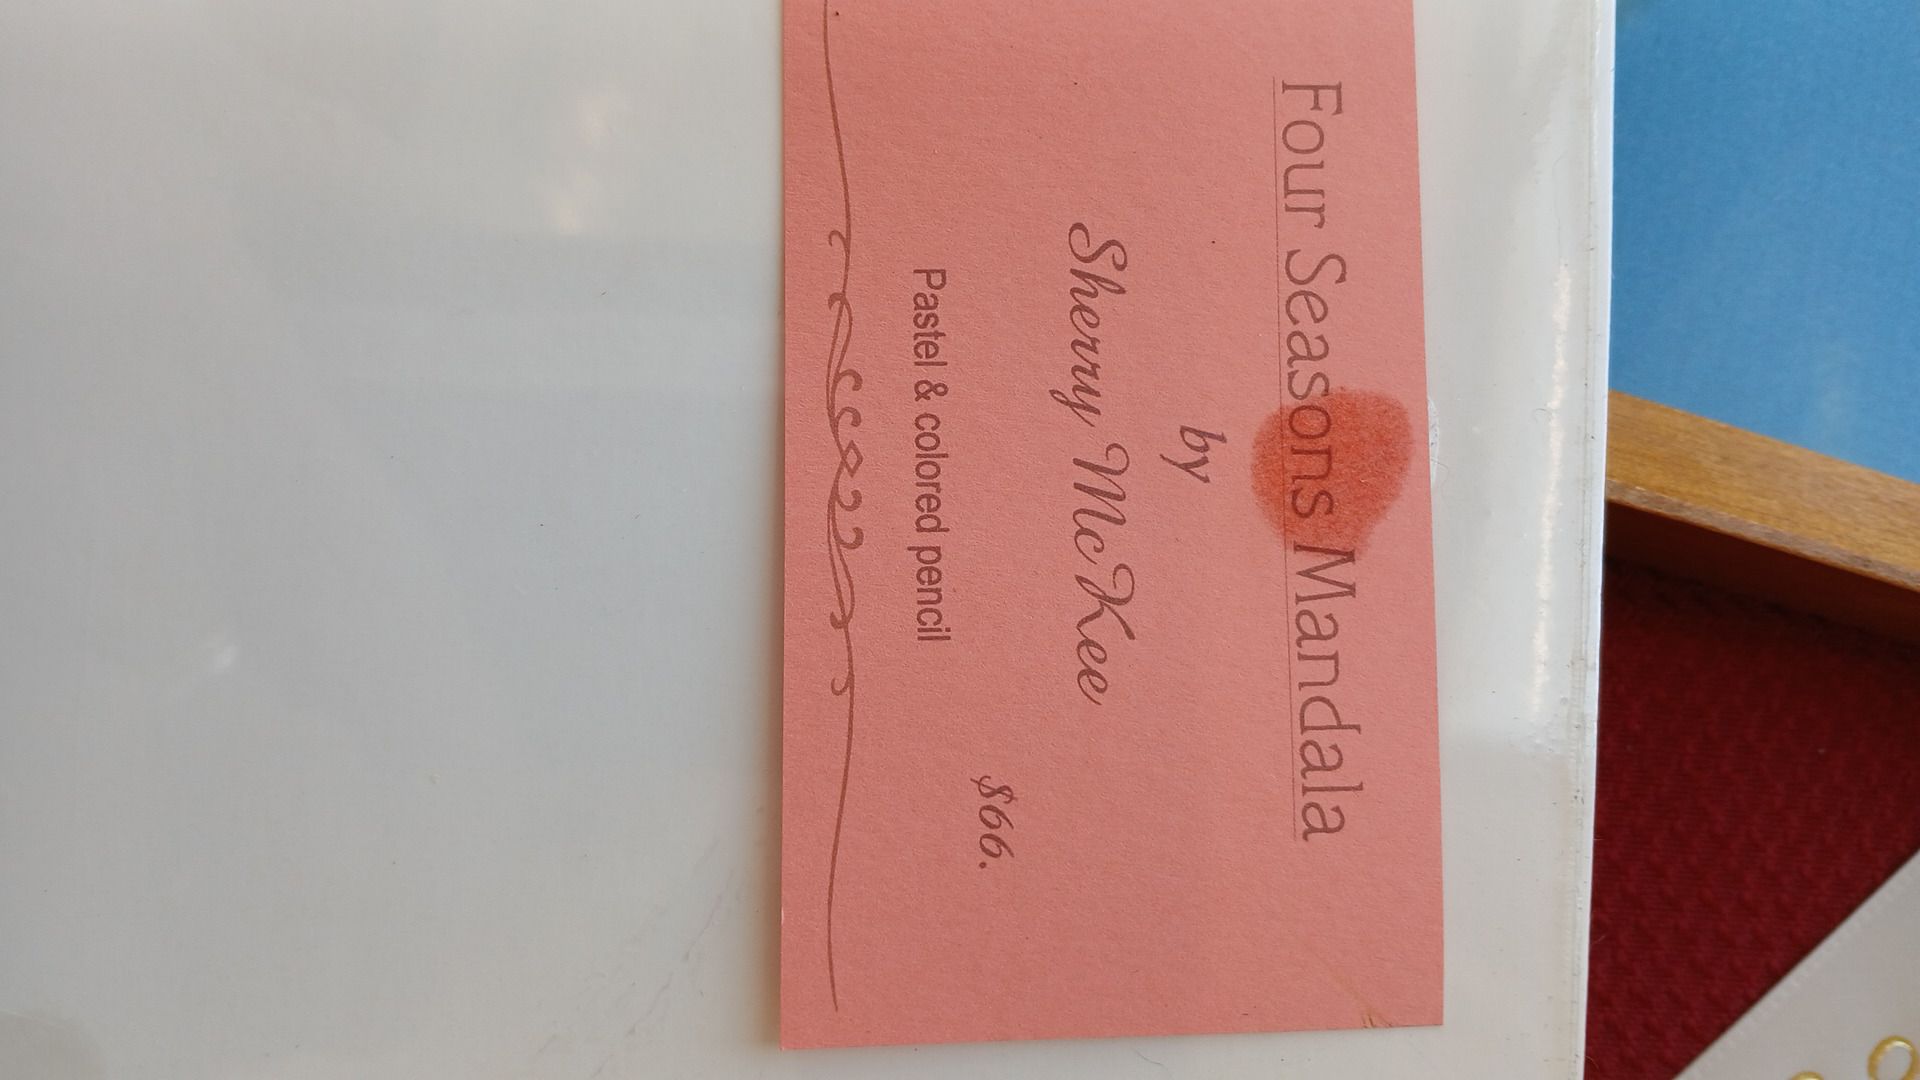 Four Seasons Mandala
by
Sherry McKee
$66.
Pastel & colored pencil